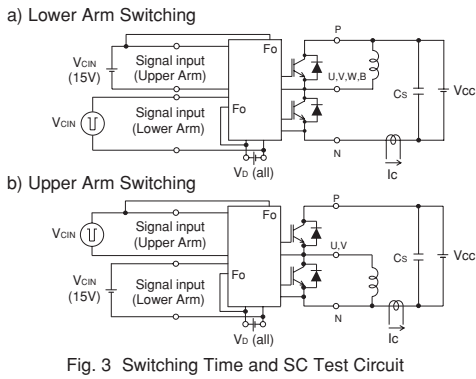 a) Lower Arm Switching
P
Fo
VCIN
(15V)
Signal input
(Upper Arm)
U,V,W,B
CS
VCC
VCIN
Signal input
(Lower Arm)
Fo
N
VD (all)
IC
b) Upper Arm Switching
P
Fo
VCIN
Signal input
(Upper Arm)
U,V
CS
VCC
VCIN
(15V)
Signal input
(Lower Arm)
Fo
N
VD (all)
IC
Fig. 3 Switching Time and SC Test Circuit